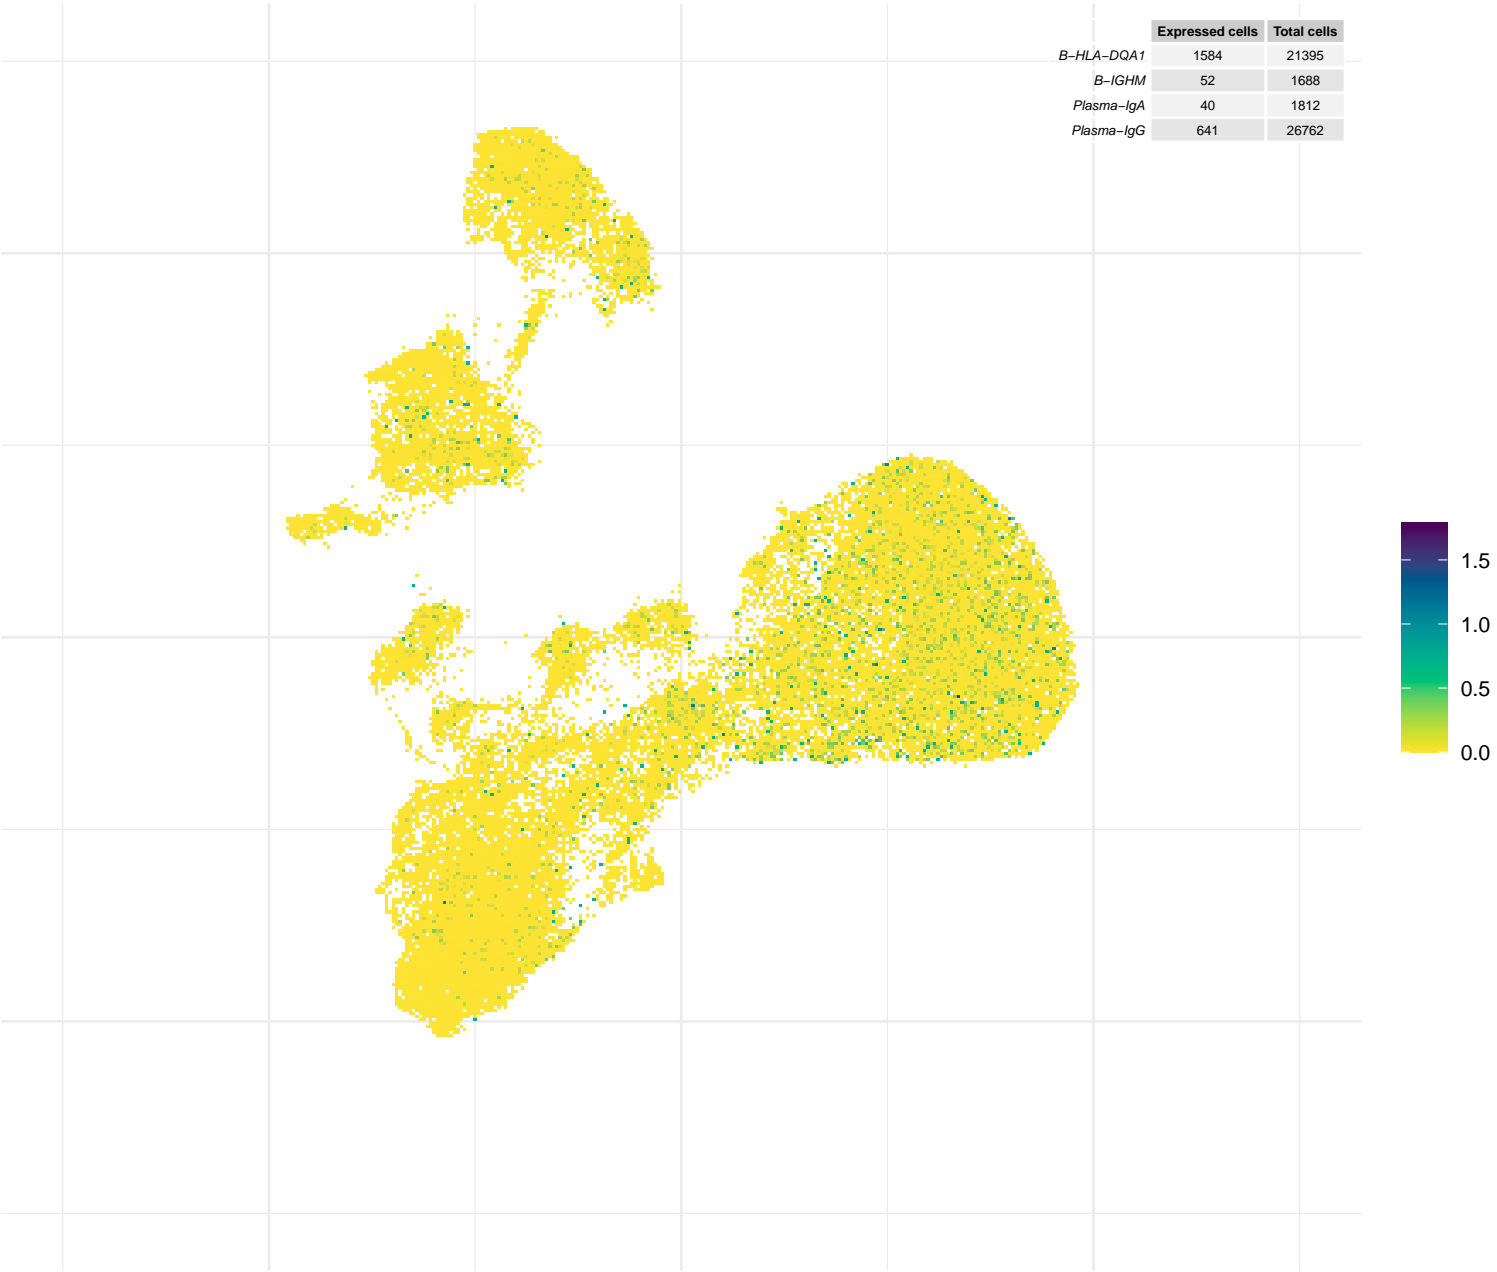 Expressed cells Total cells
B−HLA−DQA1 1584 21395
B−IGHM 52 1688
Plasma−IgA 40 1812
Plasma−IgG 641 26762
1.5
1.0
0.5
0.0